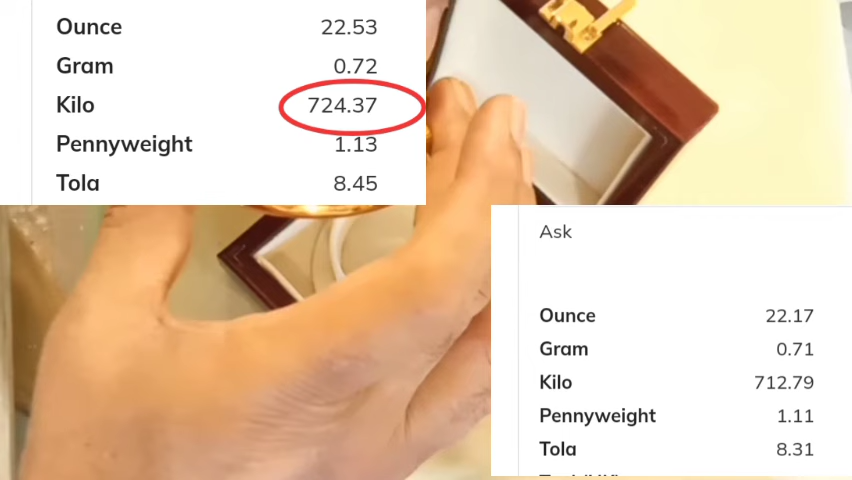 Ounce 22.53
Gram 0.72
Kilo 724.37
Pennyweight 1.13
Tola 8.45
Ask
Ounce 22.17
Gram 0.71
Kilo 712.79
Pennyweight 1.11
Tola 8.31